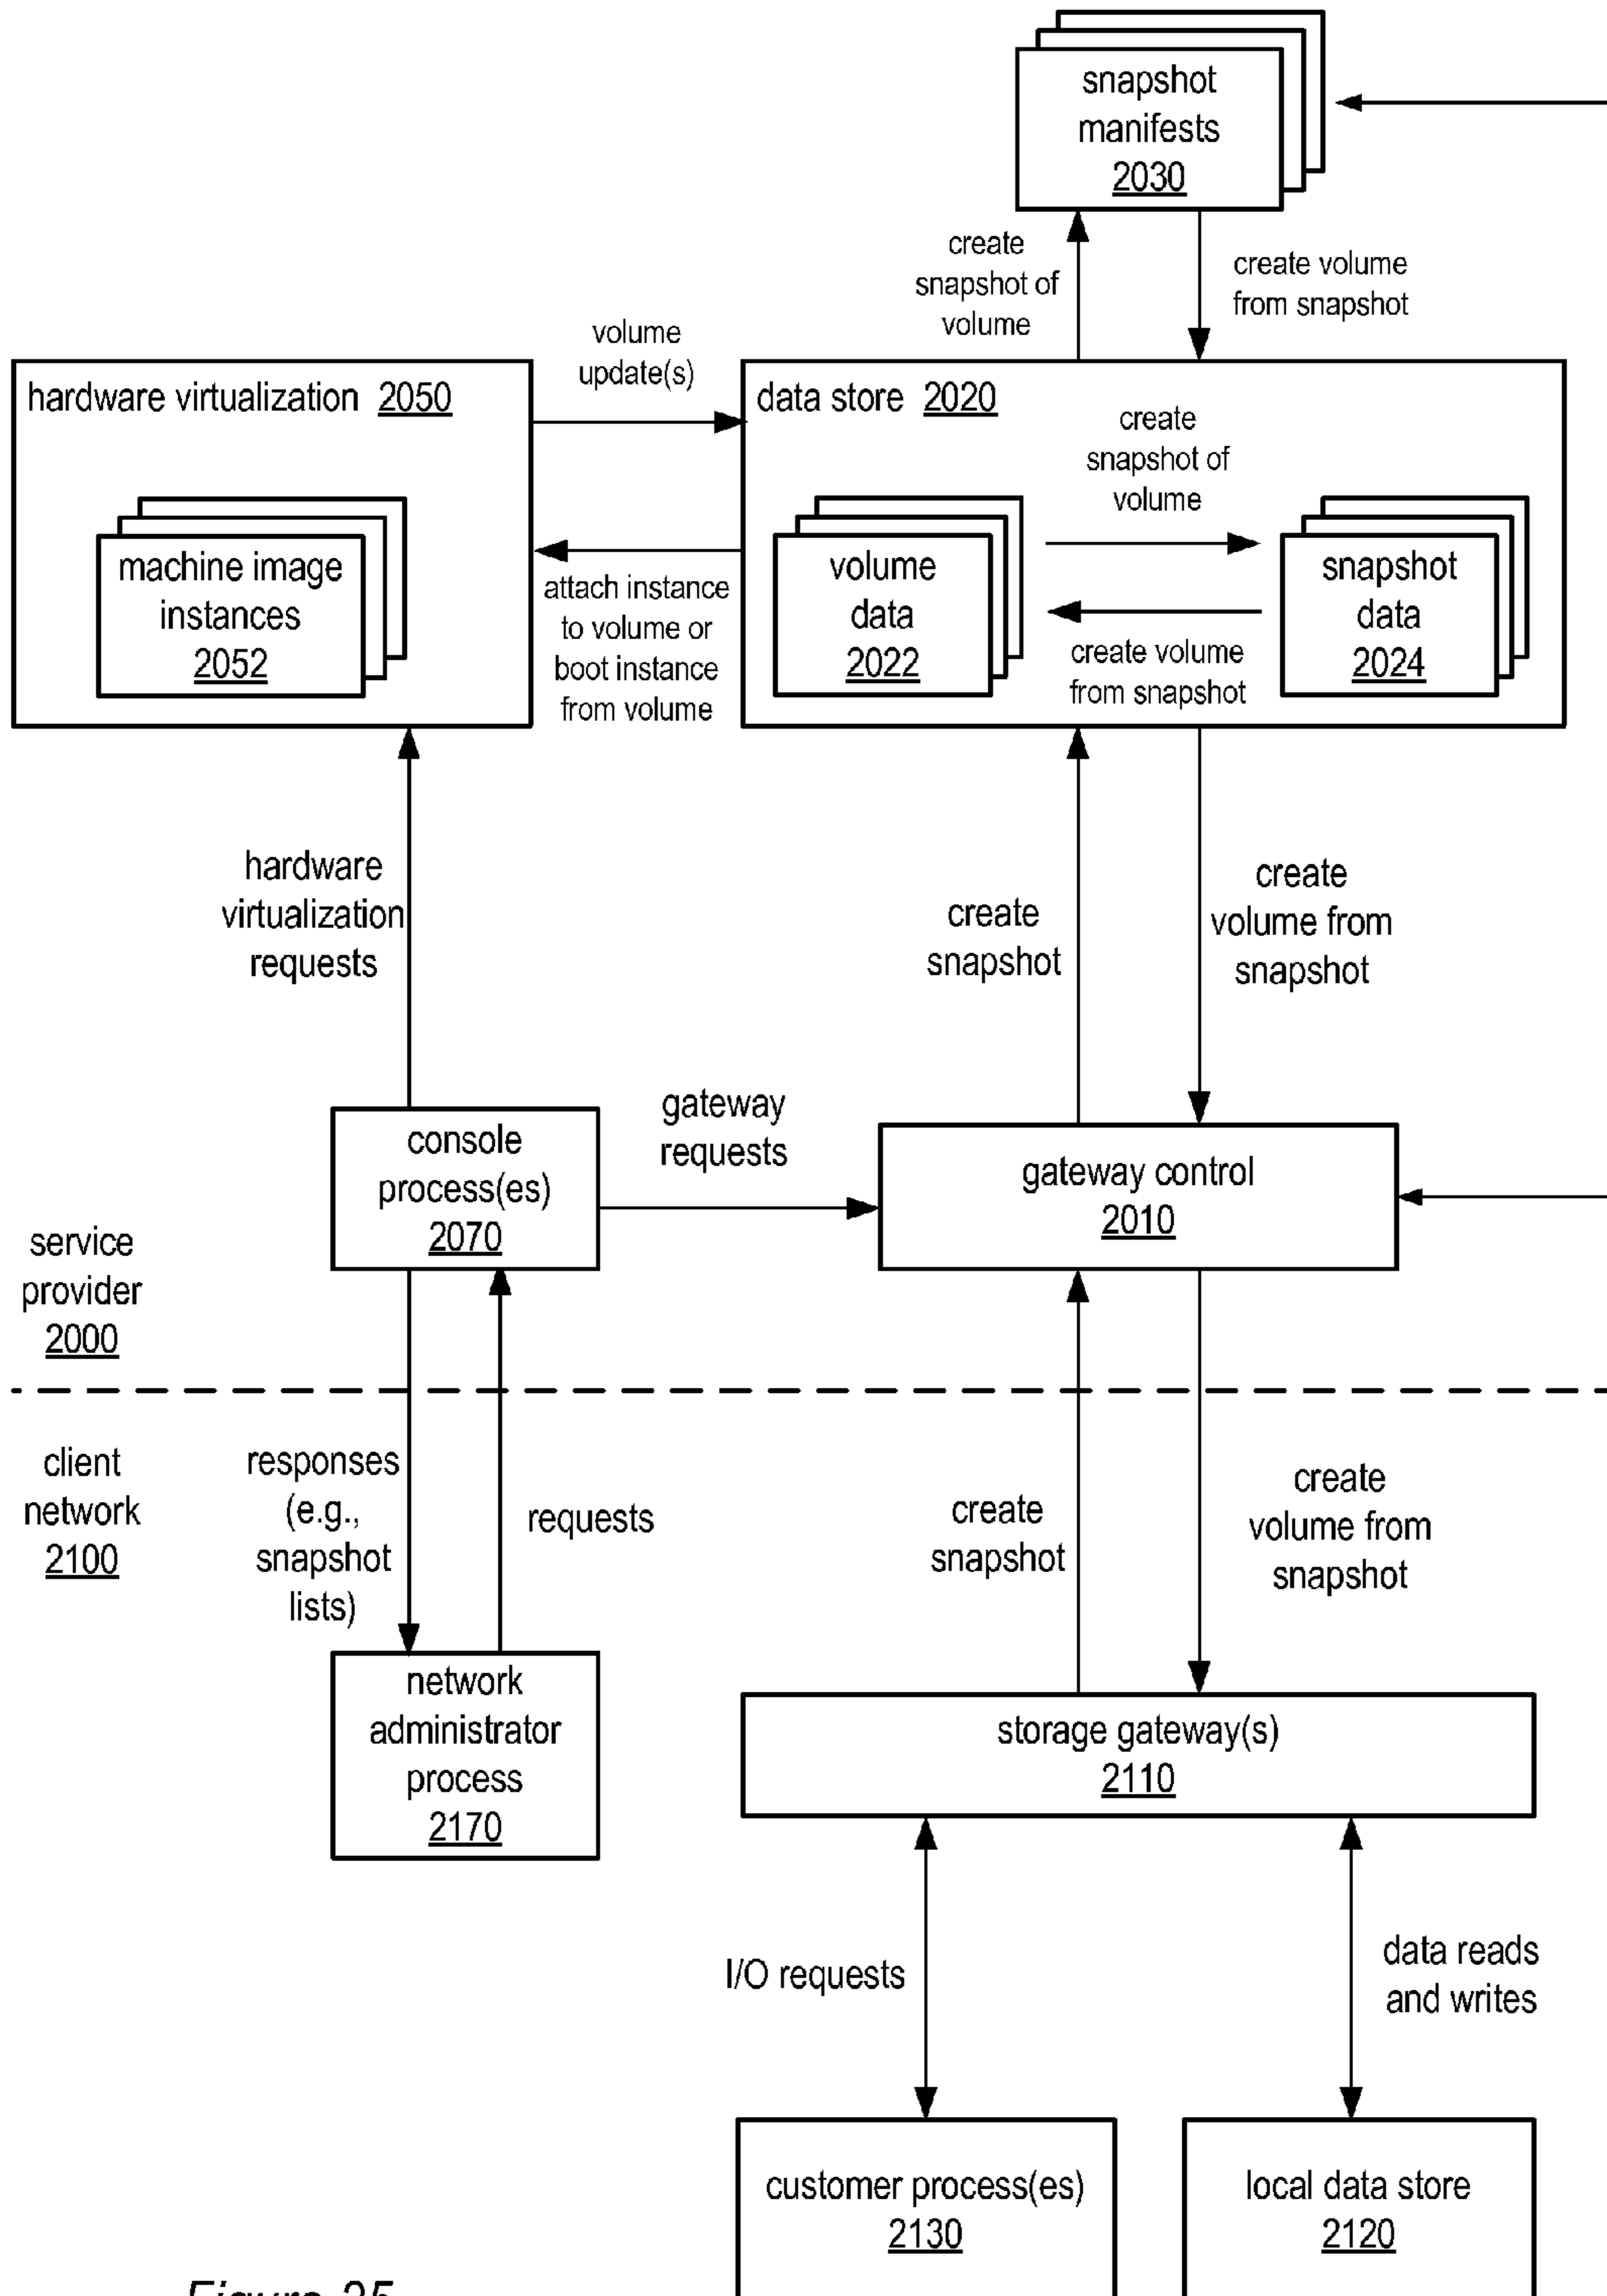 snapshot
manifests
2030
create
snapshot of
volume
create volume
from snapshot
volume
update(s)
hardware virtualization 2050
data store 2020
create
snapshot of
volume
machine image
instances
2052
attach instance
to volume or
boot instance
from volume
volume
data
2022
create volume
from snapshot
snapshot
data
2024
hardware
virtualization
requests
create
snapshot
create
volume from
snapshot
console
process(es)
2070
gateway
requests
gateway control
2010
service
provider
2000
client
network
2100
responses
(e.g.,
snapshot
lists)
requests
create
snapshot
create
volume from
snapshot
network
administrator
process
2170
storage gateway(s)
2110
I/O requests
data reads
and writes
customer process(es)
2130
local data store
2120
Figure 25